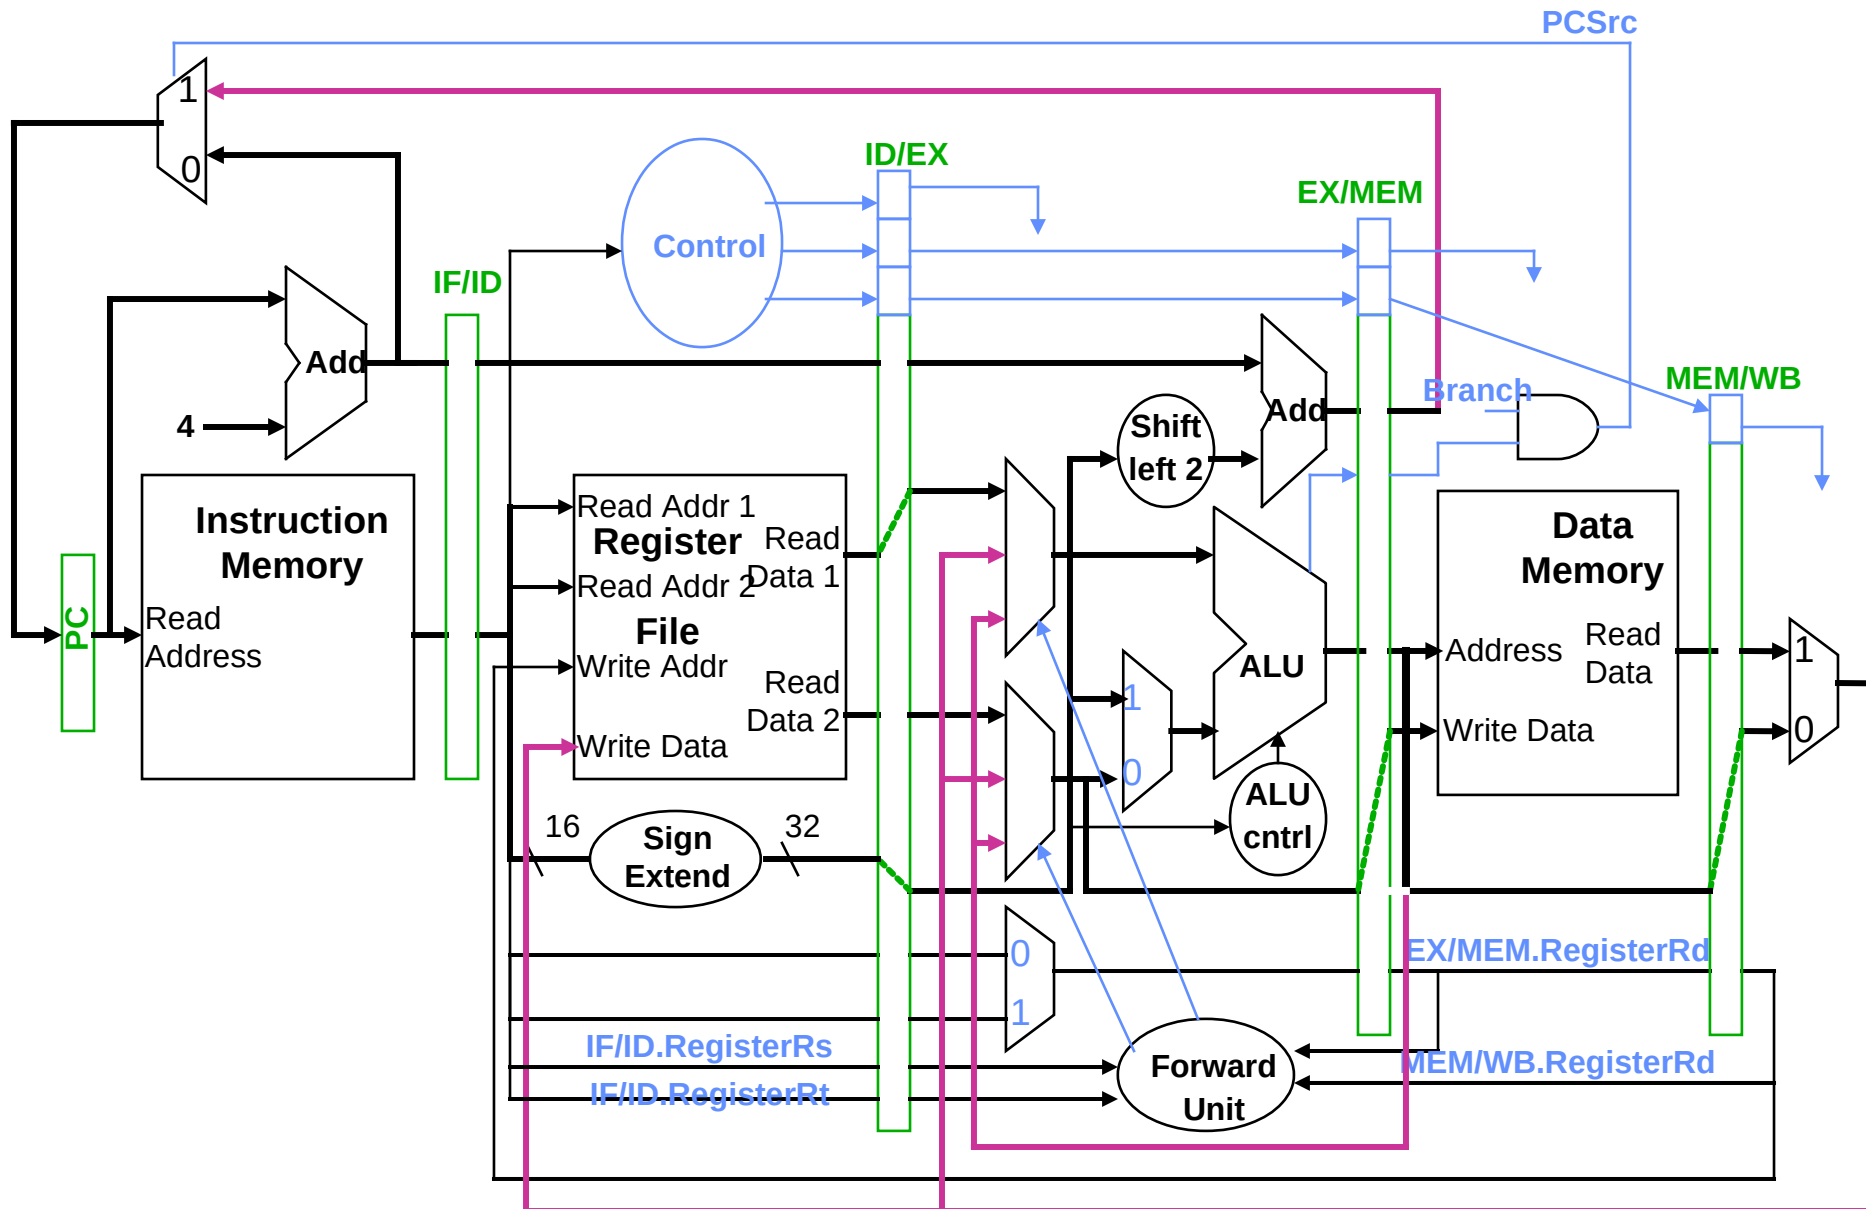 PCSrc
1
0
ID/EX
EX/MEM
Control
IF/ID
Add
4
MEM/WB
Branch
Add
Shift
left 2
Instruction
Memory
Read
Address
PC
Read Addr 1
Register
Read
Data 1
Read Addr 2
File
Write Addr
Read
Data 2
Write Data
ALU
1
0
Data
Memory
Read
Data
Address
Write Data
1
0
ALU
cntrl
16
Sign
Extend
32
0
1
EX/MEM.RegisterRd
IF/ID.RegisterRs
IF/ID.RegisterRt
Forward
Unit
MEM/WB.RegisterRd